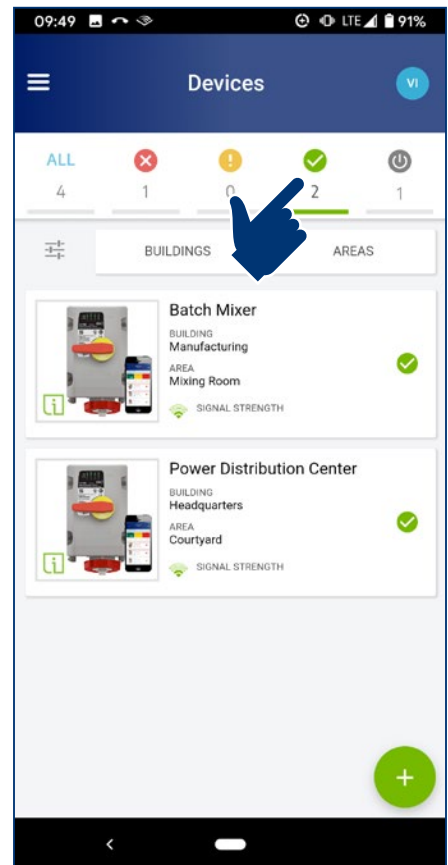 09:49 LTE 91%
Devices VI
ALL
4 1 0 2 1
BUILDINGS AREAS
Batch Mixer
BUILDING
Manufacturing
AREA
Mixing Room
SIGNAL STRENGTH
Power Distribution Center
BUILDING
Headquarters
AREA
Courtyard
SIGNAL STRENGTH